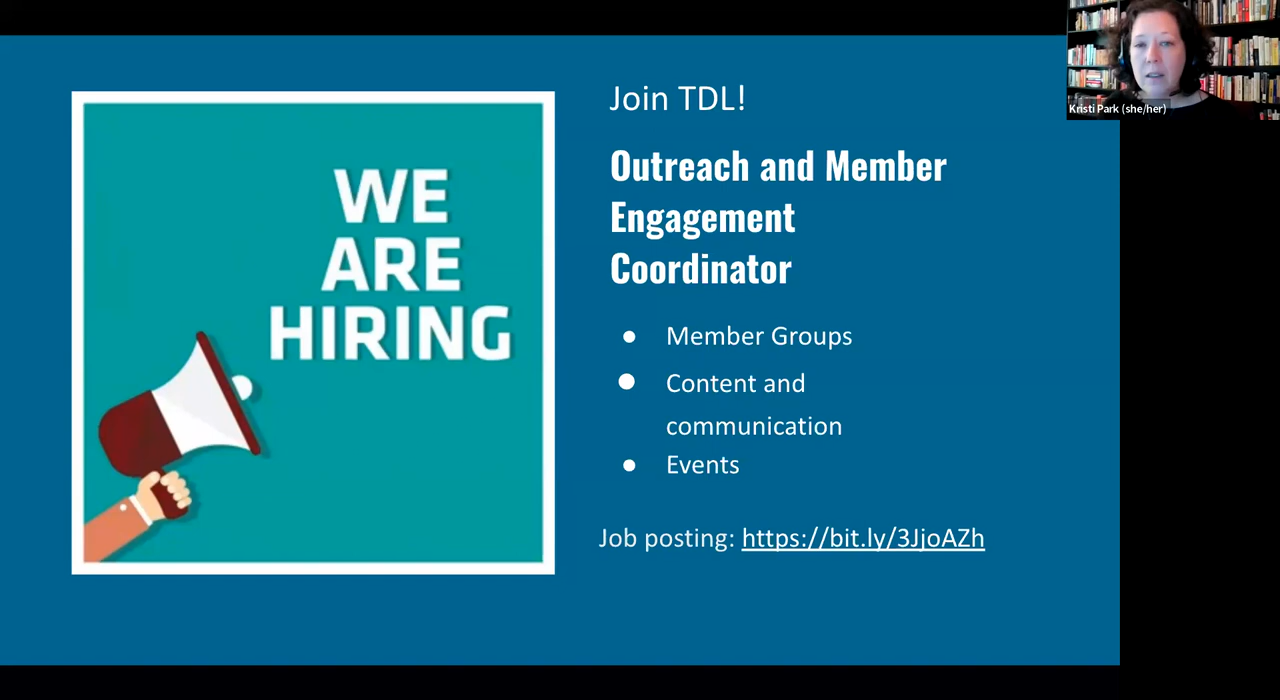 Join TDL!
Outreach and Member
Engagement
Coordinator
● Member Groups
● Content and
communication
● Events
Job posting: https://bit.ly/3JjoAZh
WE
ARE
HIRING
Kristi Park (she/her)